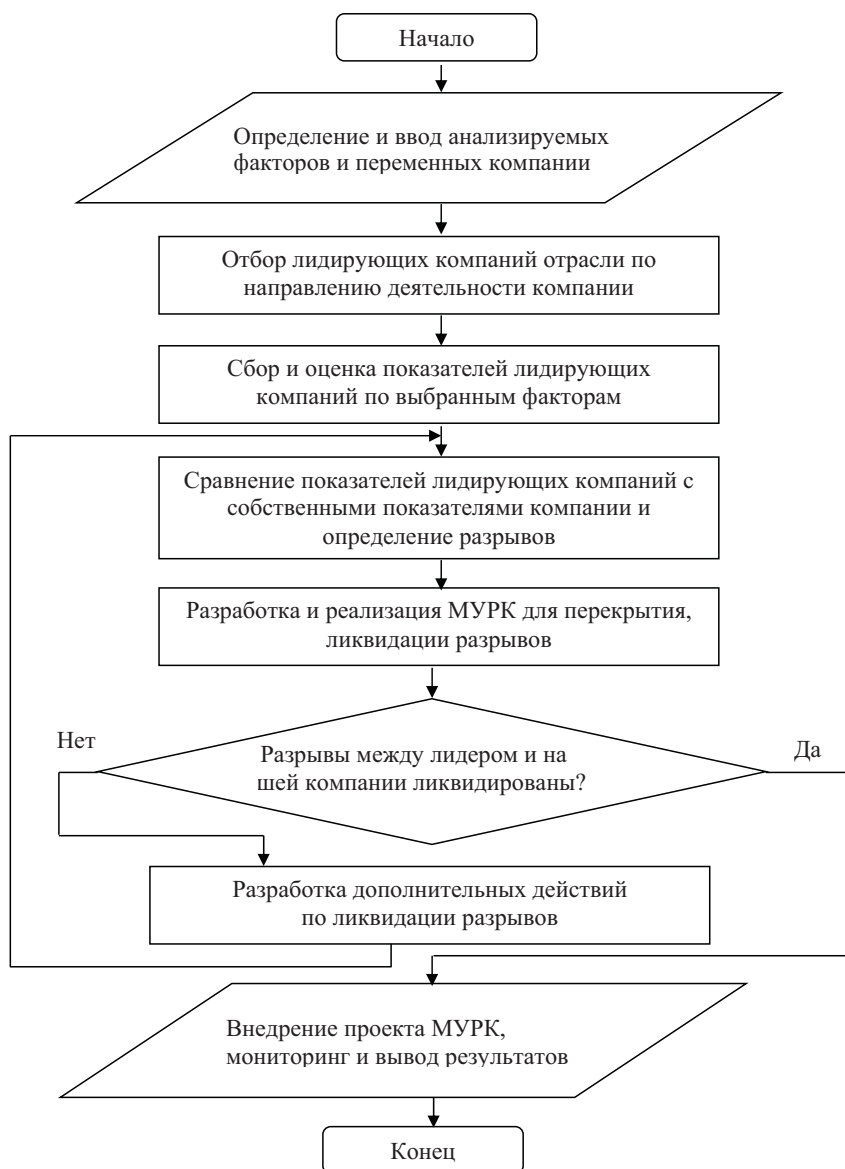 Начало
Определение и ввод анализируемых
факторов и переменных компании
Отбор лидирующих компаний отрасли по
направлению деятельности компании
Сбор и оценка показателей лидирующих
компаний по выбранным факторам
Сравнение показателей лидирующих компаний с
собственными показателями компании и
определение разрывов
Разработка и реализация МУРК для перекрытия,
ликвидации разрывов
Нет
Разрывы между лидером и на
шей компании ликвидированы?
Да
Разработка дополнительных действий
по ликвидации разрывов
Внедрение проекта МУРК,
мониторинг и вывод результатов
Конец